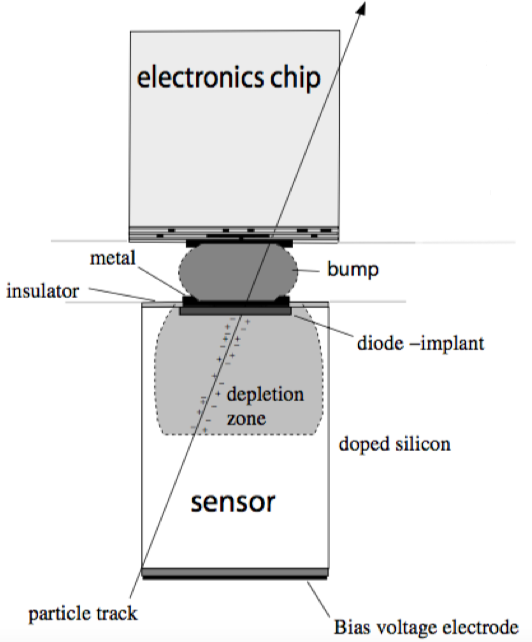 electronics chip
metal
bump
insulator
diode –implant
depletion
zone
doped silicon
sensor
particle track
Bias voltage electrode